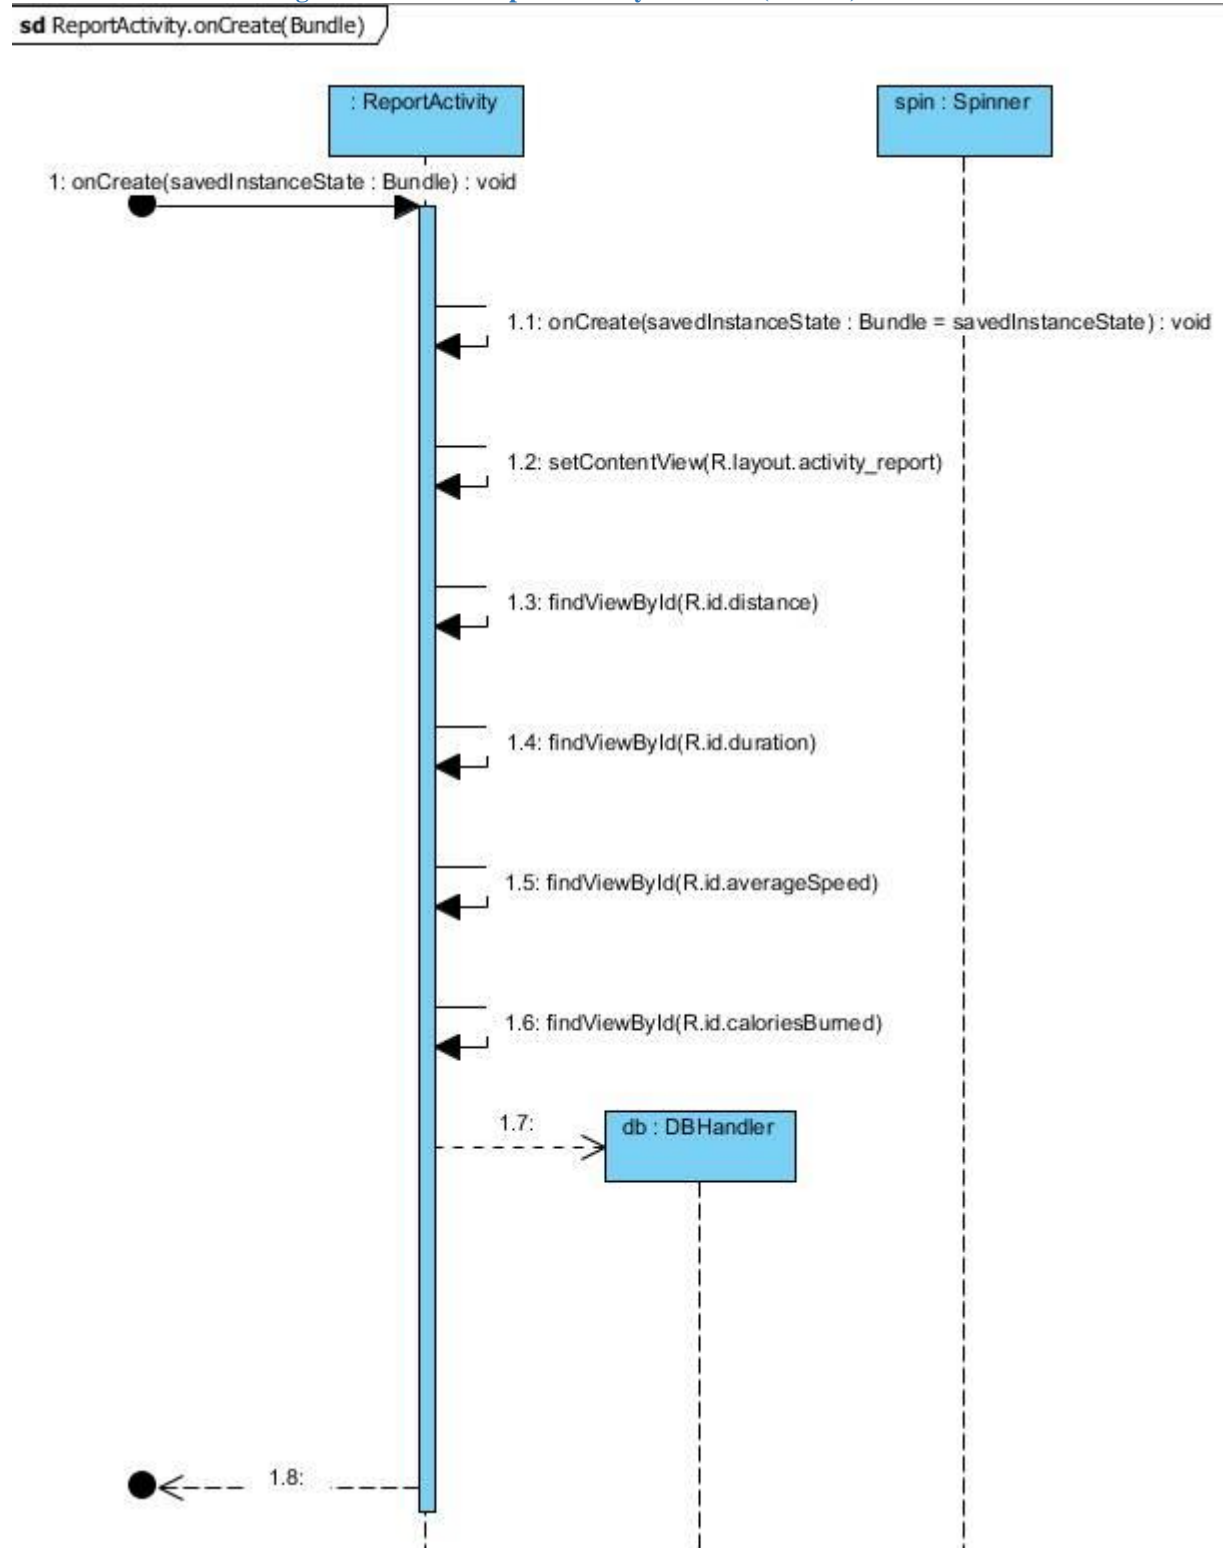 sd ReportActivity.onCreate(Bundle)
: ReportActivity
spin : Spinner
1: onCreate(savedInstanceState : Bundle) : void
1.1: onCreate(savedInstanceState : Bundle = savedInstanceState) : void
1.2: setContentView(R.layout.activity_report)
1.3: findViewById(R.id.distance)
1.4: findViewById(R.id.duration)
1.5: findViewById(R.id.averageSpeed)
1.6: findViewById(R.id.caloriesBurned)
1.7:
db : DBHandler
1.8: